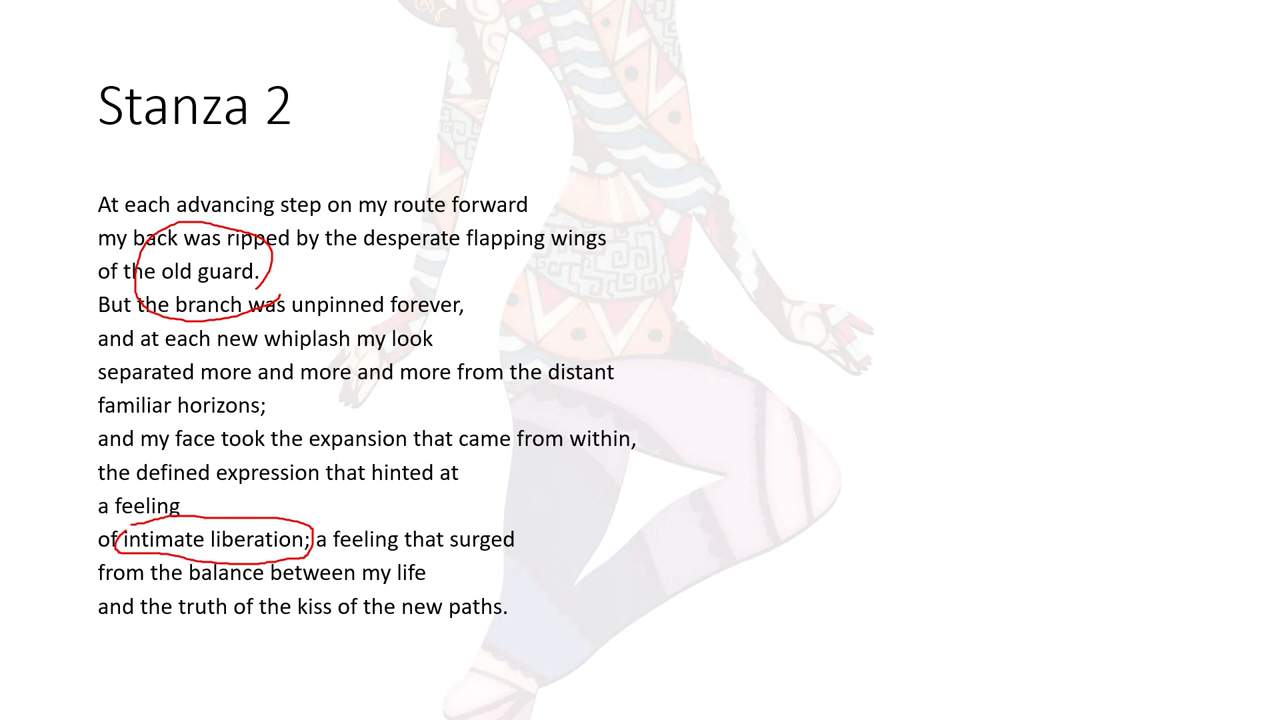 Stanza 2
At each advancing step on my route forward
my back was ripped by the desperate flapping wings
of the old guard.
But the branch was unpinned forever,
and at each new whiplash my look
separated more and more and more from the distant
familiar horizons;
and my face took the expansion that came from within,
the defined expression that hinted at
a feeling
of intimate liberation; a feeling that surged
from the balance between my life
and the truth of the kiss of the new paths.